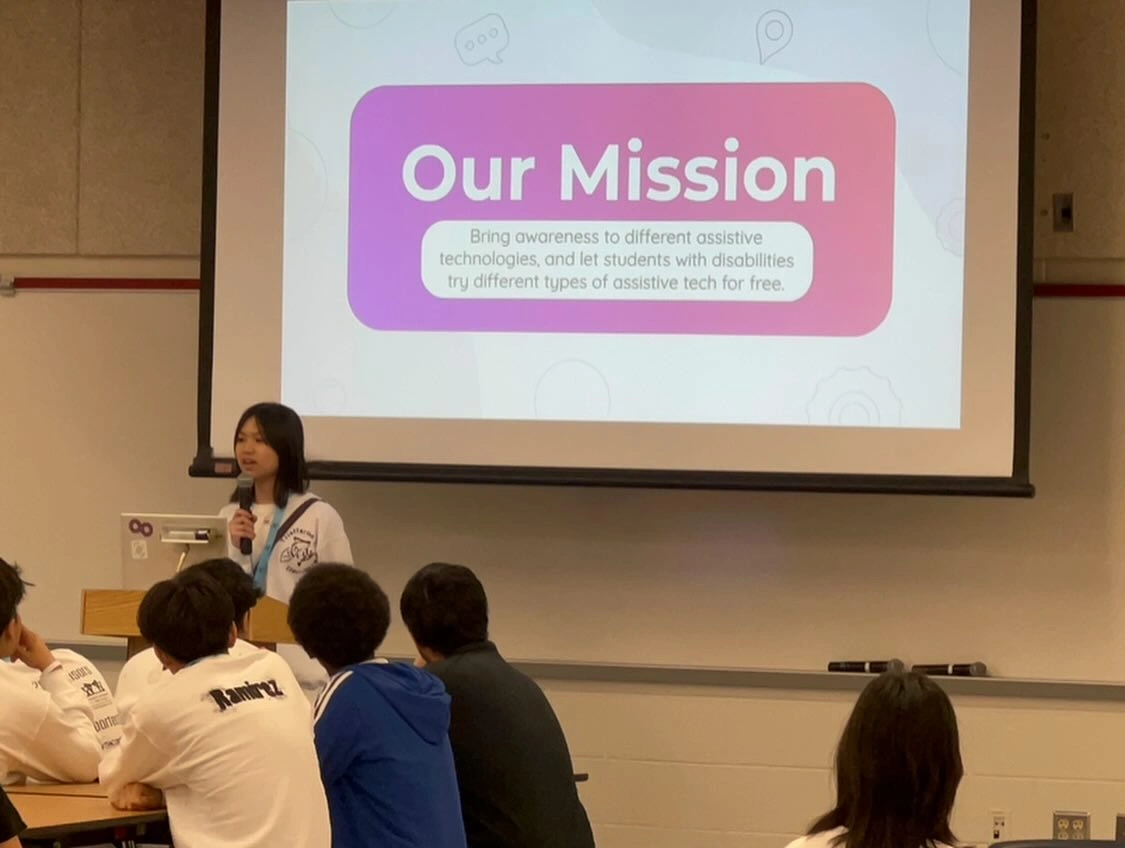 Our Mission
Bring awareness to different assistive
technologies, and let students with disabilities
try different types of assistive tech for free.
Ramirez